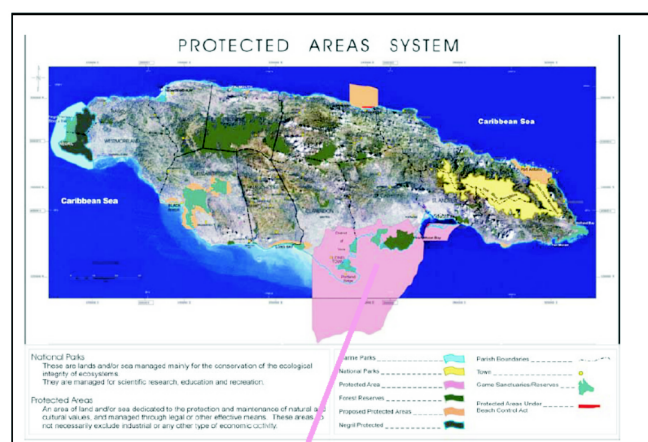 PROTECTED AREAS SYSTEM
Caribbean Sea
Caribbean Sea
National Parks
These are lands and/or sea managed mainly for the conservation of the ecological
integrity of ecosystems.
They are managed for scientific research, education and recreation.
Protected Areas
An area of land and/or sea dedicated to the protection and maintenance of natural and
cultural values, and managed through legal or other effective means. These areas do
not necessarily exclude industrial or any other type of economic activity.
Marine Parks
National Parks
Protected Area
Forest Reserves
Proposed Protected Areas
Negril Protected
Parish Boundaries
Town
Game Sanctuaries/Reserves
Protected Areas Under
Beach Control Act